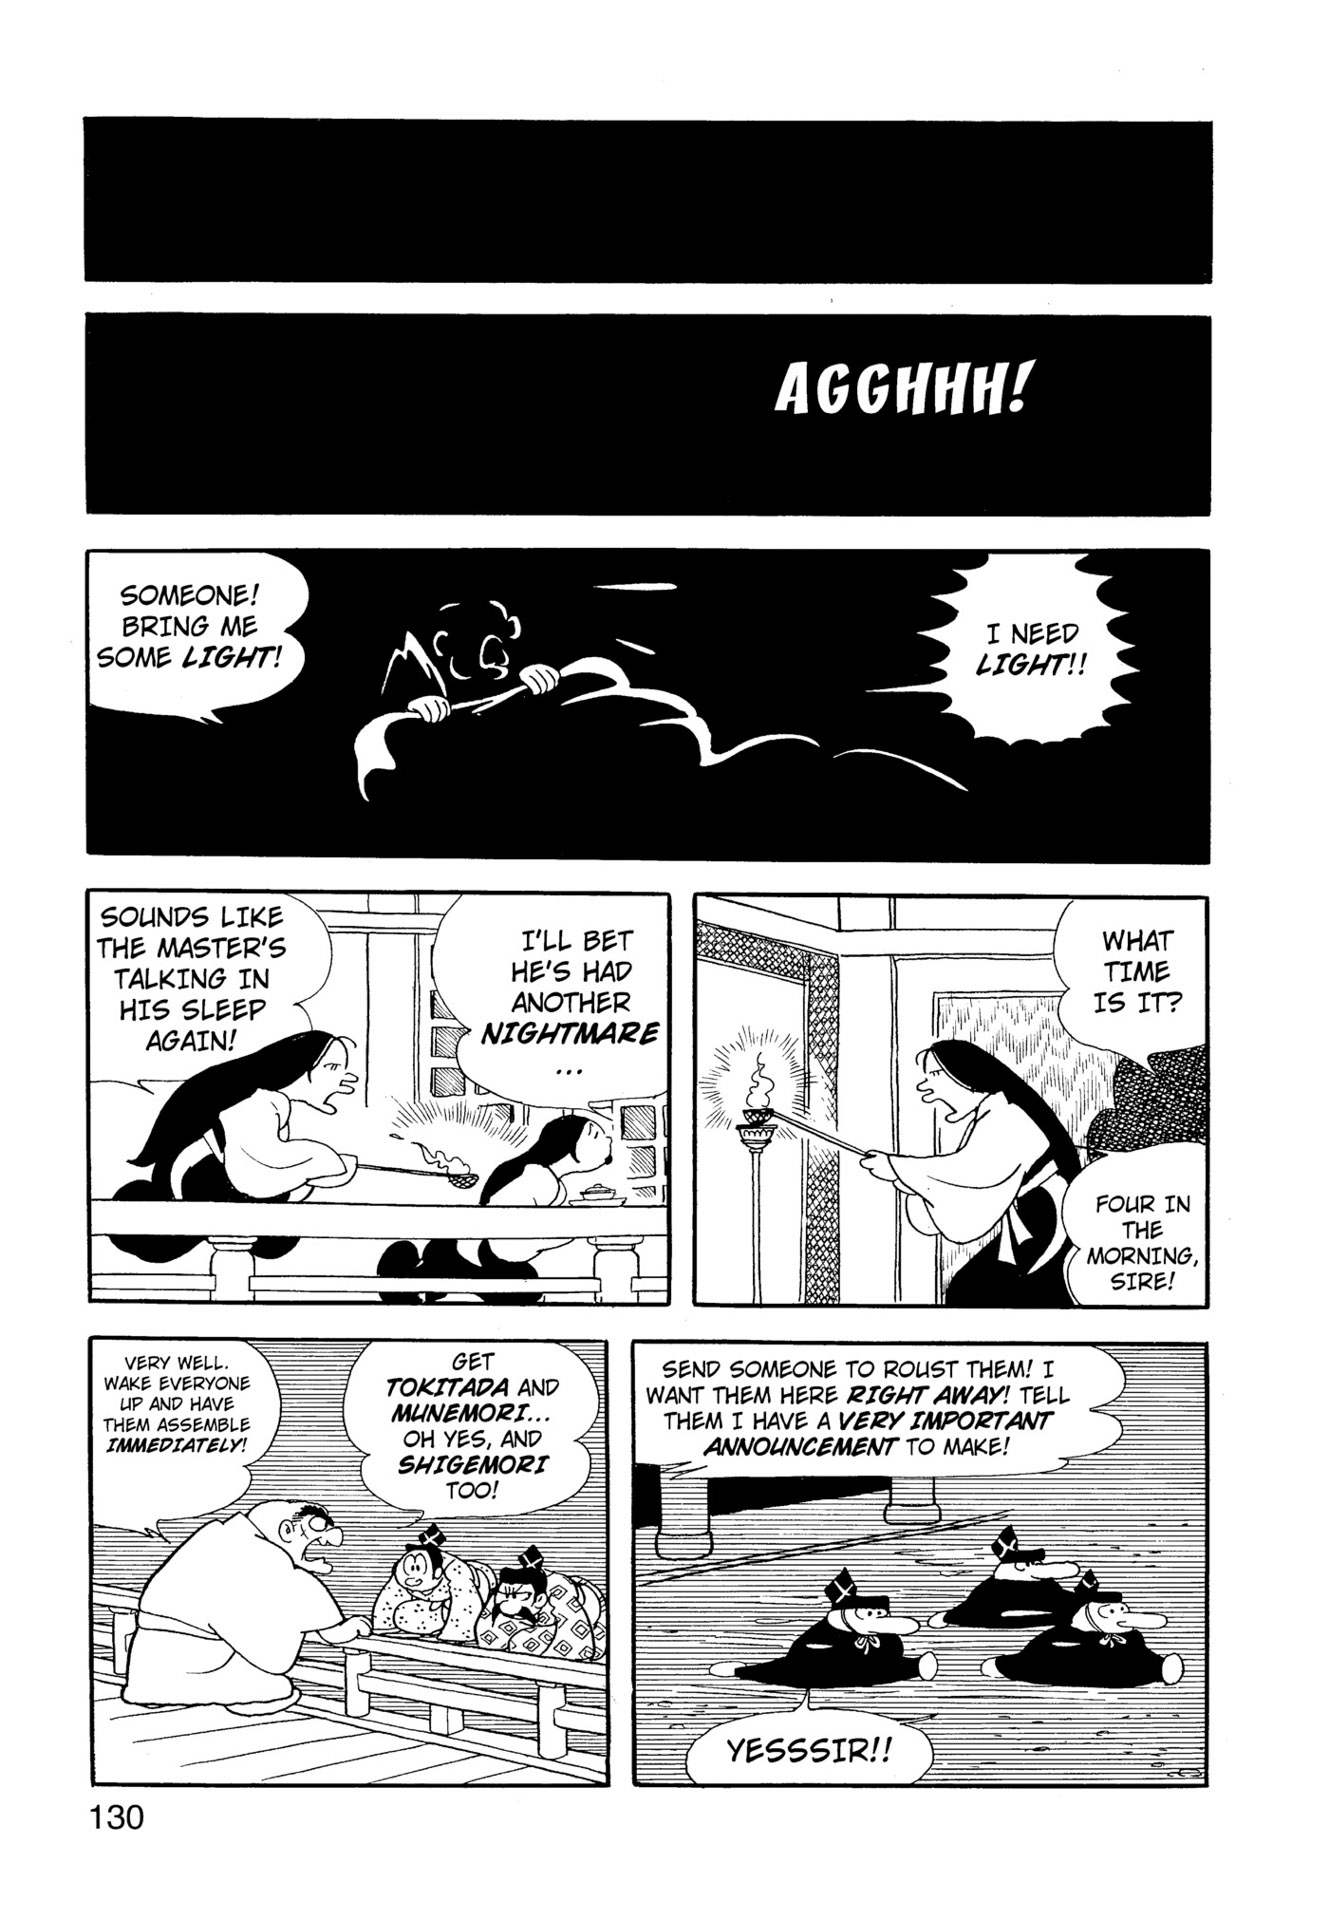 AGGHHH!
SOMEONE!
BRING ME
SOME LIGHT!
I NEED
LIGHT!!
SOUNDS LIKE
THE MASTER'S
TALKING IN
HIS SLEEP
AGAIN!
I'LL BET
HE'S HAD
ANOTHER
NIGHTMARE
...
WHAT
TIME
IS IT?
FOUR IN
THE
MORNING,
SIRE!
VERY WELL.
WAKE EVERYONE
UP AND HAVE
THEM ASSEMBLE
IMMEDIATELY!
GET
TOKITADA AND
MUNEMORI...
OH YES, AND
SHIGEMORI
TOO!
SEND SOMEONE TO ROUST THEM! I
WANT THEM HERE RIGHT AWAY! TELL
THEM I HAVE A VERY IMPORTANT
ANNOUNCEMENT TO MAKE!
YESSSIR!!
130